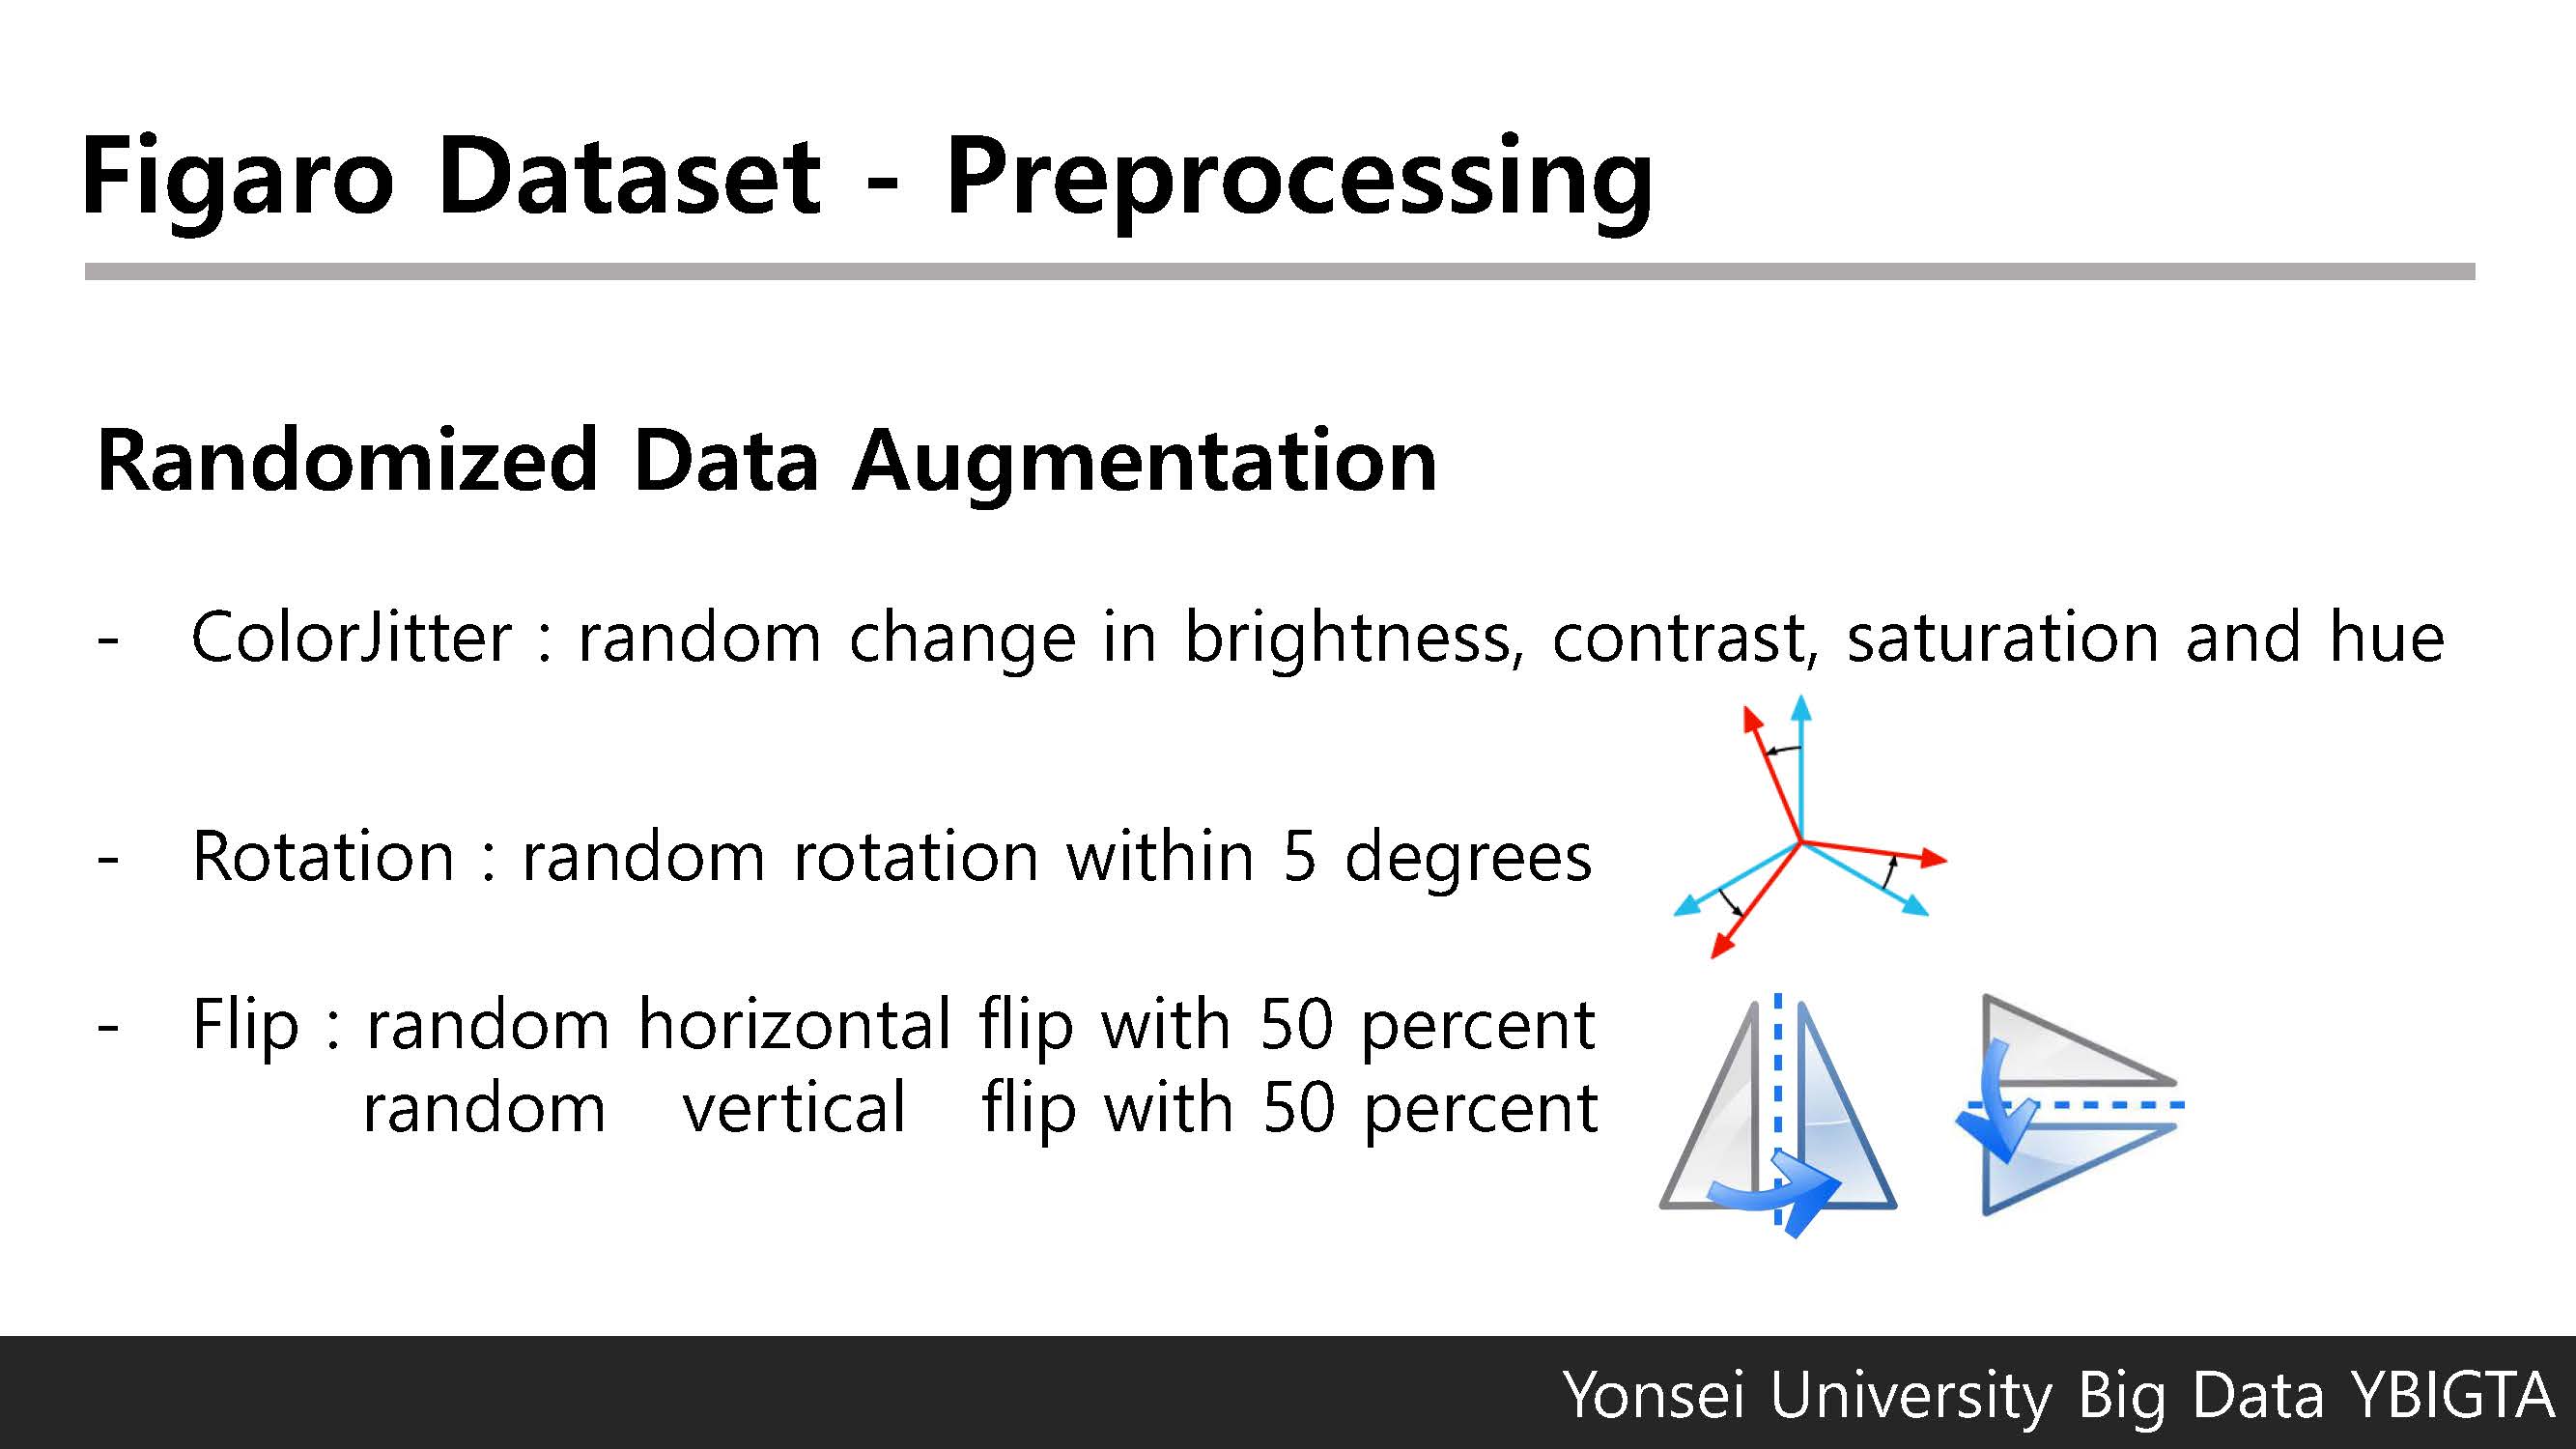 Figaro Dataset - Preprocessing
Randomized Data Augmentation
- ColorJitter : random change in brightness, contrast, saturation and hue
- Rotation : random rotation within 5 degrees
- Flip : random horizontal flip with 50 percent
random vertical flip with 50 percent
Yonsei University Big Data YBIGTA